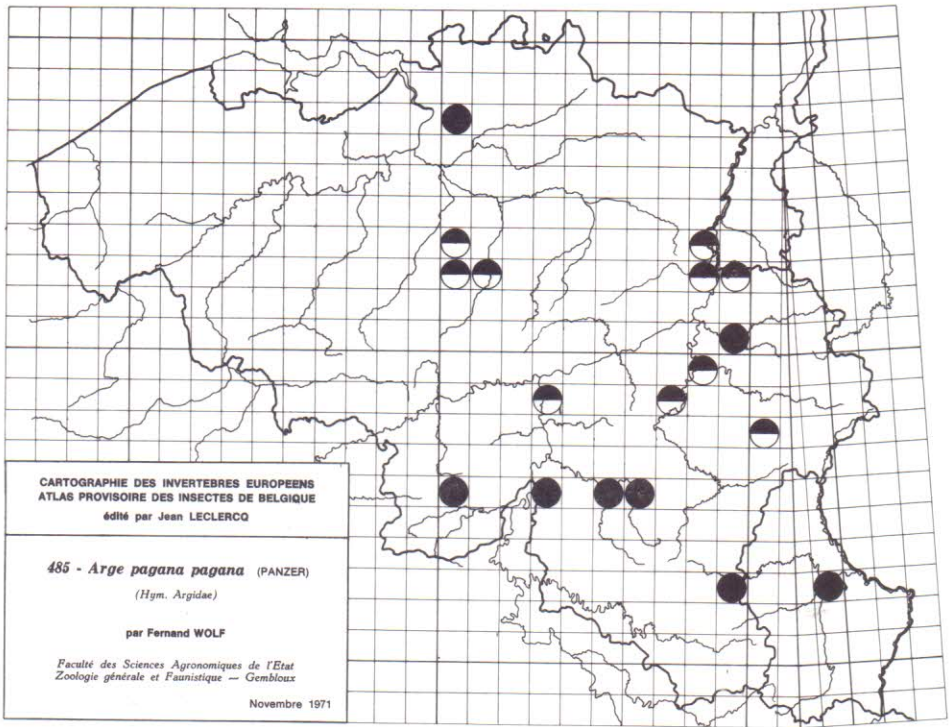 CARTOGRAPHIE DES INVERTEBRES EUROPEENS
ATLAS PROVISOIRE DES INSECTES DE BELGIQUE
édité par Jean LECLERCQ
485 - Arge pagana pagana (PANZER)
(Hym. Argidae)
par Fernand WOLF
Faculté des Sciences Agronomiques de l'Etat
Zoologie générale et Faunistique — Gembloux
Novembre 1971